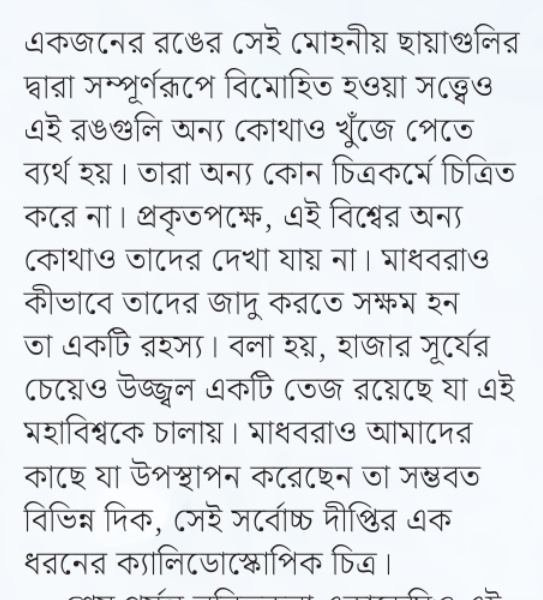 একজনের রঙের সেই মোহনীয় ছায়াগুলির
দ্বারা সম্পূর্ণরূপে বিমোহিত হওয়া সত্ত্বেও
এই রঙগুলি অন্য কোথাও খুঁজে পেতে
ব্যর্থ হয়। তারা অন্য কোন চিত্রকর্মে চিত্রিত
করে না। প্রকৃতপক্ষে, এই বিশ্বের অন্য
কোথাও তাদের দেখা যায় না। মাধবরাও
কীভাবে তাদের জাদু করতে সক্ষম হন
তা একটি রহস্য। বলা হয়, হাজার সূর্যের
চেয়েও উজ্জ্বল একটি তেজ রয়েছে যা এই
মহাবিশ্বকে চালায়। মাধবরাও আমাদের
কাছে যা উপস্থাপন করেছেন তা সম্ভবত
বিভিন্ন দিক, সেই সর্বোচ্চ দীপ্তির এক
ধরনের ক্যালিডোস্কোপিক চিত্র।